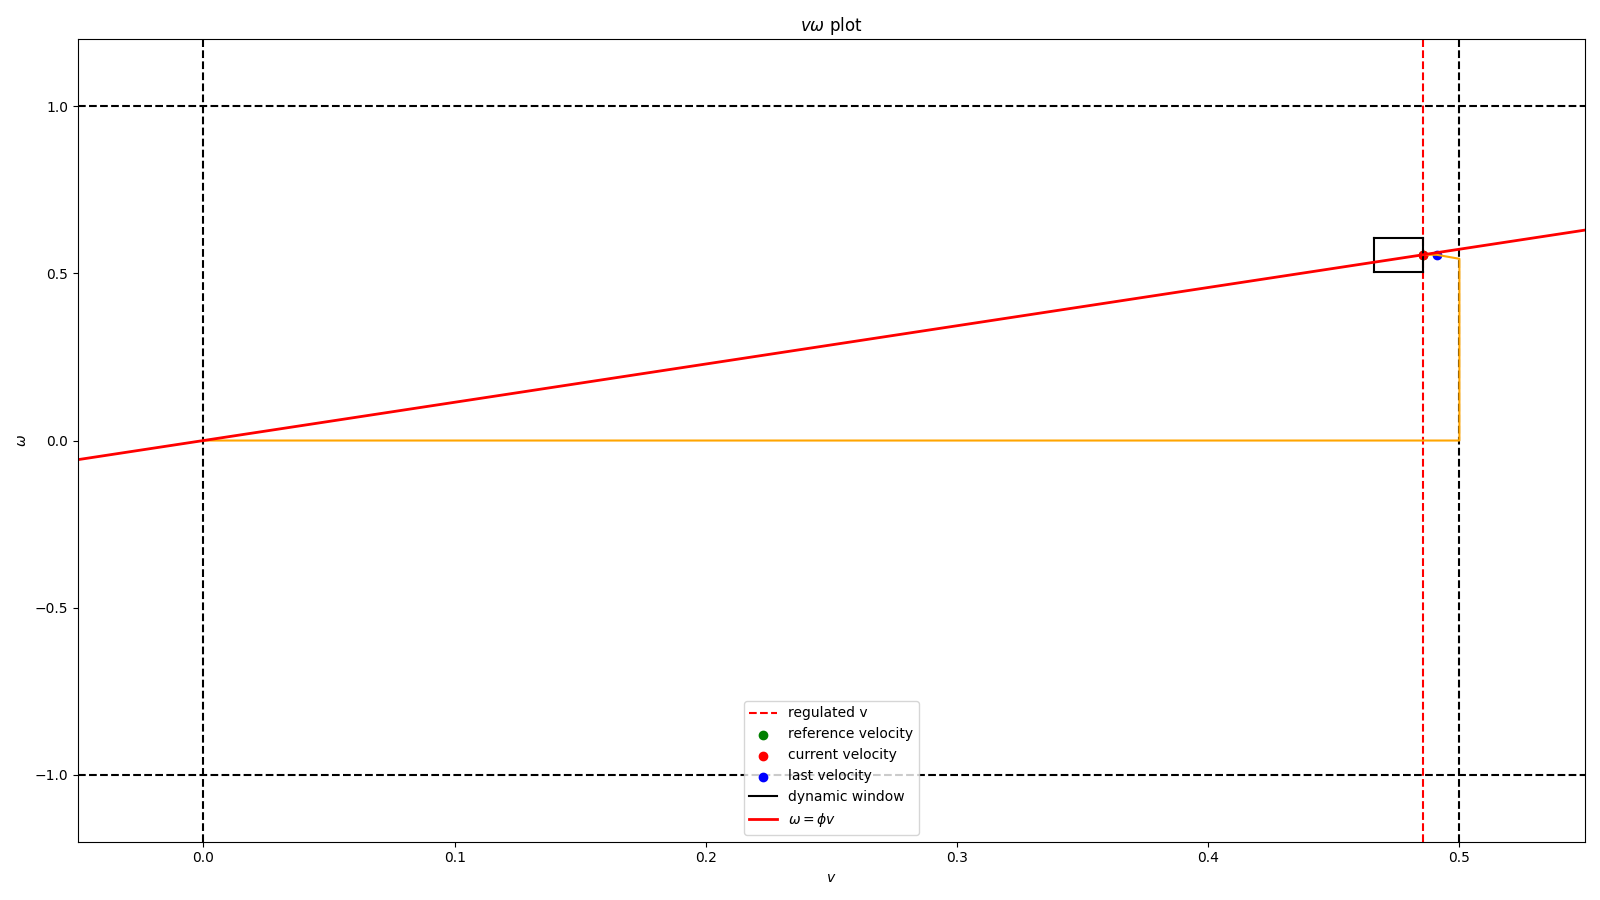 vω plot
ω
1.0
0.5
0.0
−0.5
−1.0
0.0 0.1 0.2 0.3 0.4 0.5
v
regulated v
reference velocity
current velocity
last velocity
dynamic window
ω = ϕv